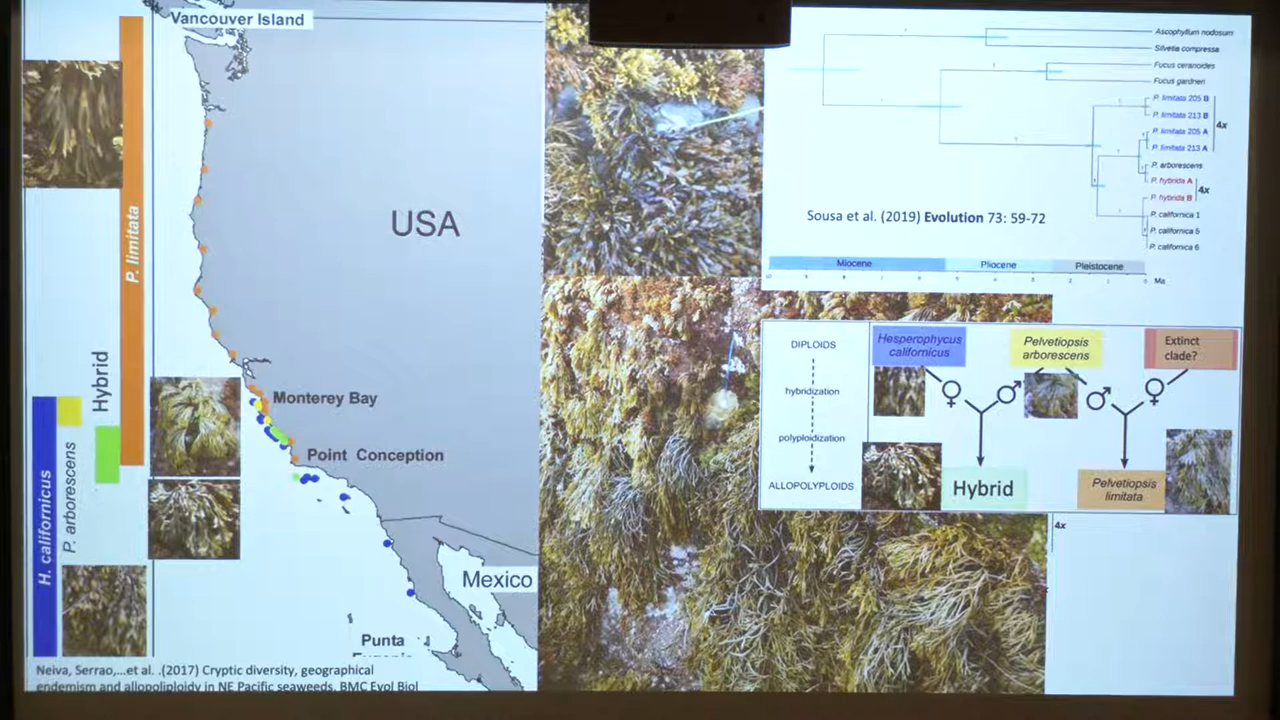 Vancouver Island
P. limitata
USA
Hybrid
Monterey Bay
Point Conception
H. californicus
P. arborescens
Mexico
Punta
Neiva, Serrao,...et al. .(2017) Cryptic diversity, geographical
endemism and allopoliploidy in NE Pacific seaweeds. BMC Evol Biol
Ascophyllum nodosum
Silvetia compressa
Fucus ceranoides
Fucus gardneri
P. limitata 205 B
P. limitata 213 B
4x
P. limitata 205 A
P. limitata 213 A
P. arborescens
P. hybrida A
4x
P. hybrida B
P. californica 1
P. californica 5
P. californica 6
Sousa et al. (2019) Evolution 73: 59-72
Miocene
Pliocene
Pleistocene
Ma
DIPLOIDS
hybridization
polyploidization
ALLOPOLYPLOIDS
Hesperophycus
californicus
Pelvetiopsis
arborescens
Extinct
clade?
Hybrid
Pelvetiopsis
limitata
4x